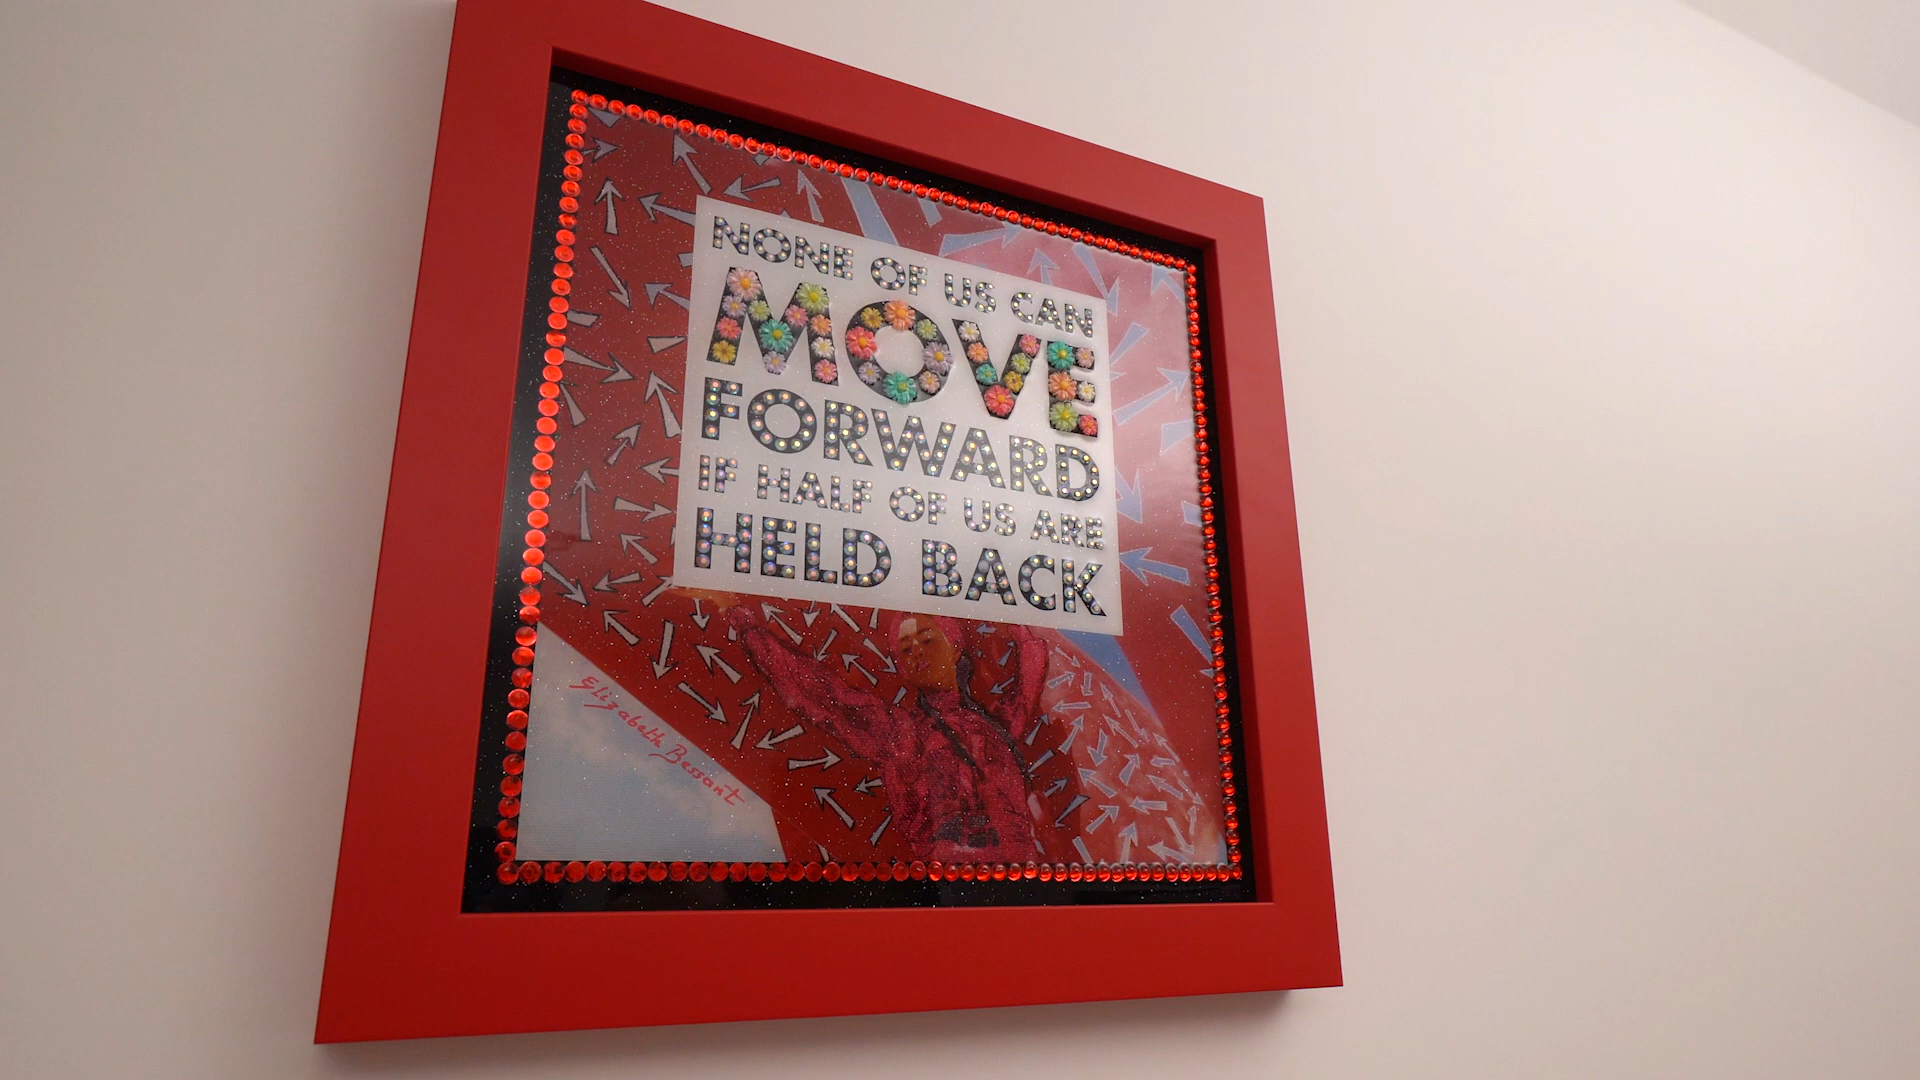 NONE OF US CAN
MOVE
FORWARD
IF HALF OF US ARE
HELD BACK
Elizabeth Bessant